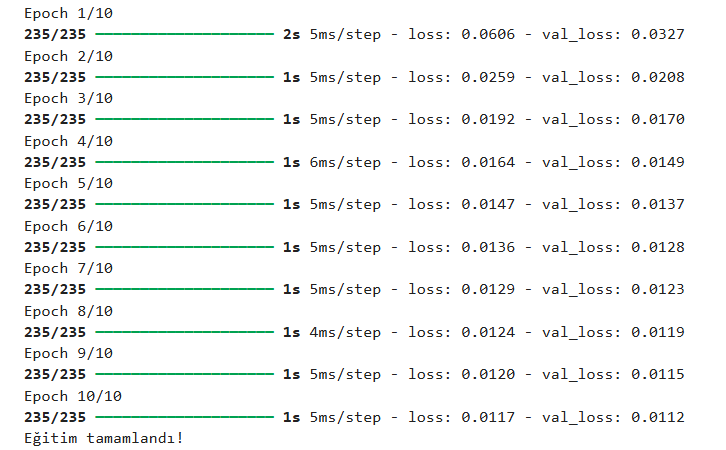 Epoch 1/10
235/235 ━━━━━━━━━━━━━━━━━━━━ 2s 5ms/step - loss: 0.0606 - val_loss: 0.0327
Epoch 2/10
235/235 ━━━━━━━━━━━━━━━━━━━━ 1s 5ms/step - loss: 0.0259 - val_loss: 0.0208
Epoch 3/10
235/235 ━━━━━━━━━━━━━━━━━━━━ 1s 5ms/step - loss: 0.0192 - val_loss: 0.0170
Epoch 4/10
235/235 ━━━━━━━━━━━━━━━━━━━━ 1s 6ms/step - loss: 0.0164 - val_loss: 0.0149
Epoch 5/10
235/235 ━━━━━━━━━━━━━━━━━━━━ 1s 5ms/step - loss: 0.0147 - val_loss: 0.0137
Epoch 6/10
235/235 ━━━━━━━━━━━━━━━━━━━━ 1s 5ms/step - loss: 0.0136 - val_loss: 0.0128
Epoch 7/10
235/235 ━━━━━━━━━━━━━━━━━━━━ 1s 5ms/step - loss: 0.0129 - val_loss: 0.0123
Epoch 8/10
235/235 ━━━━━━━━━━━━━━━━━━━━ 1s 4ms/step - loss: 0.0124 - val_loss: 0.0119
Epoch 9/10
235/235 ━━━━━━━━━━━━━━━━━━━━ 1s 5ms/step - loss: 0.0120 - val_loss: 0.0115
Epoch 10/10
235/235 ━━━━━━━━━━━━━━━━━━━━ 1s 5ms/step - loss: 0.0117 - val_loss: 0.0112
Eğitim tamamlandı!